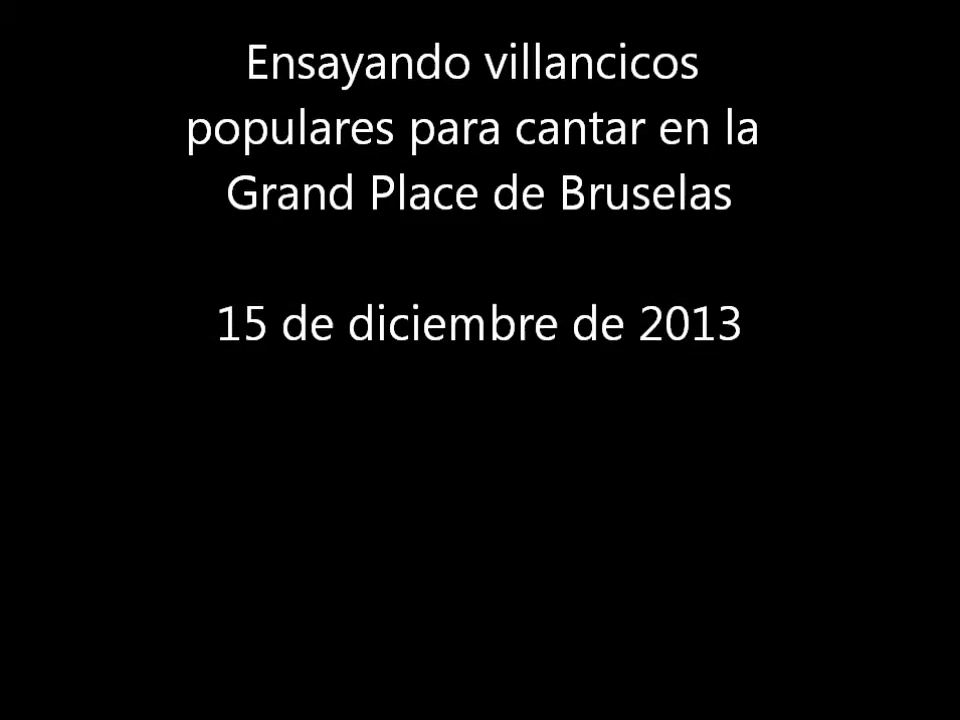 Ensayando villancicos
populares para cantar en la
Grand Place de Bruselas
15 de diciembre de 2013